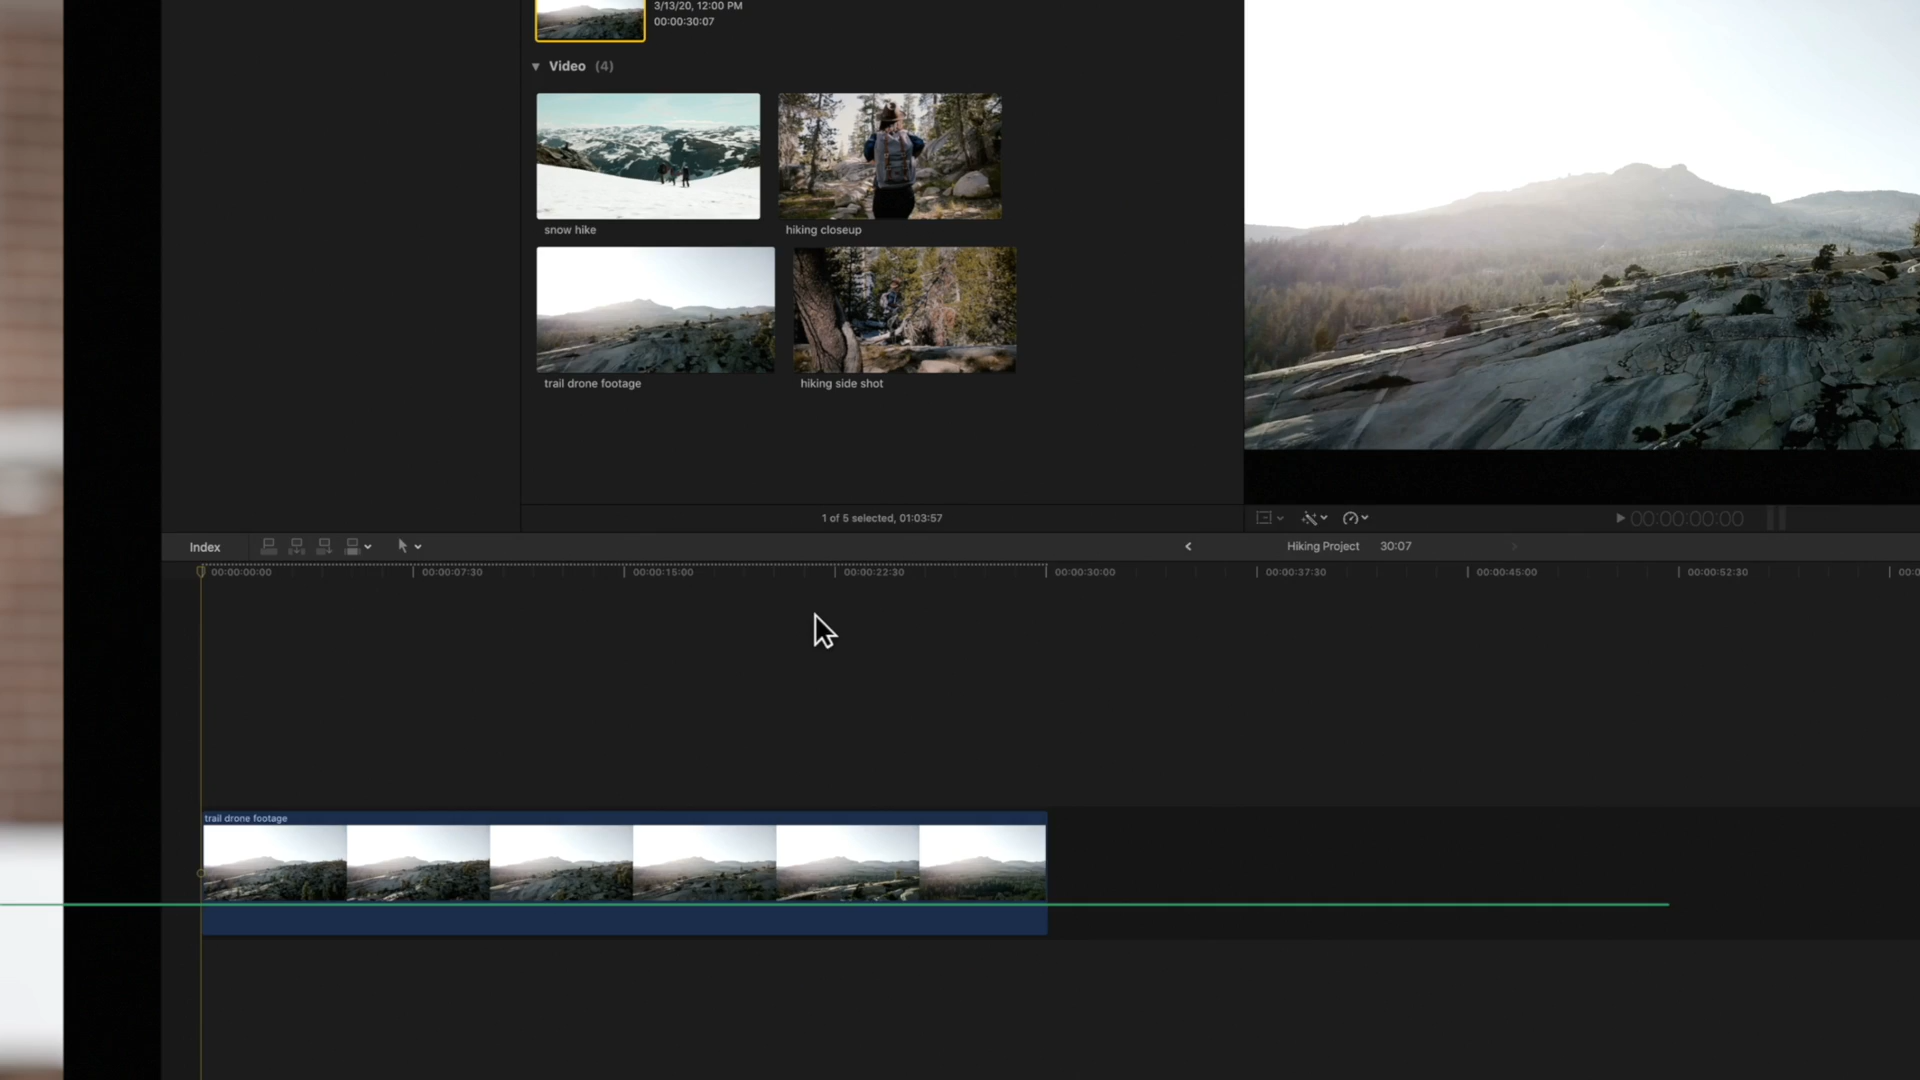 3/13/20, 12:00 PM
00:00:30:07
Video (4)
snow hike
hiking closeup
trail drone footage
hiking side shot
1 of 5 selected, 01:03:57
00:00:00:00
Index
Hiking Project 30:07
00:00:00:00 00:00:07:30 00:00:15:00 00:00:22:30 00:00:30:00 00:00:37:30 00:00:45:00 00:00:52:30
trail drone footage